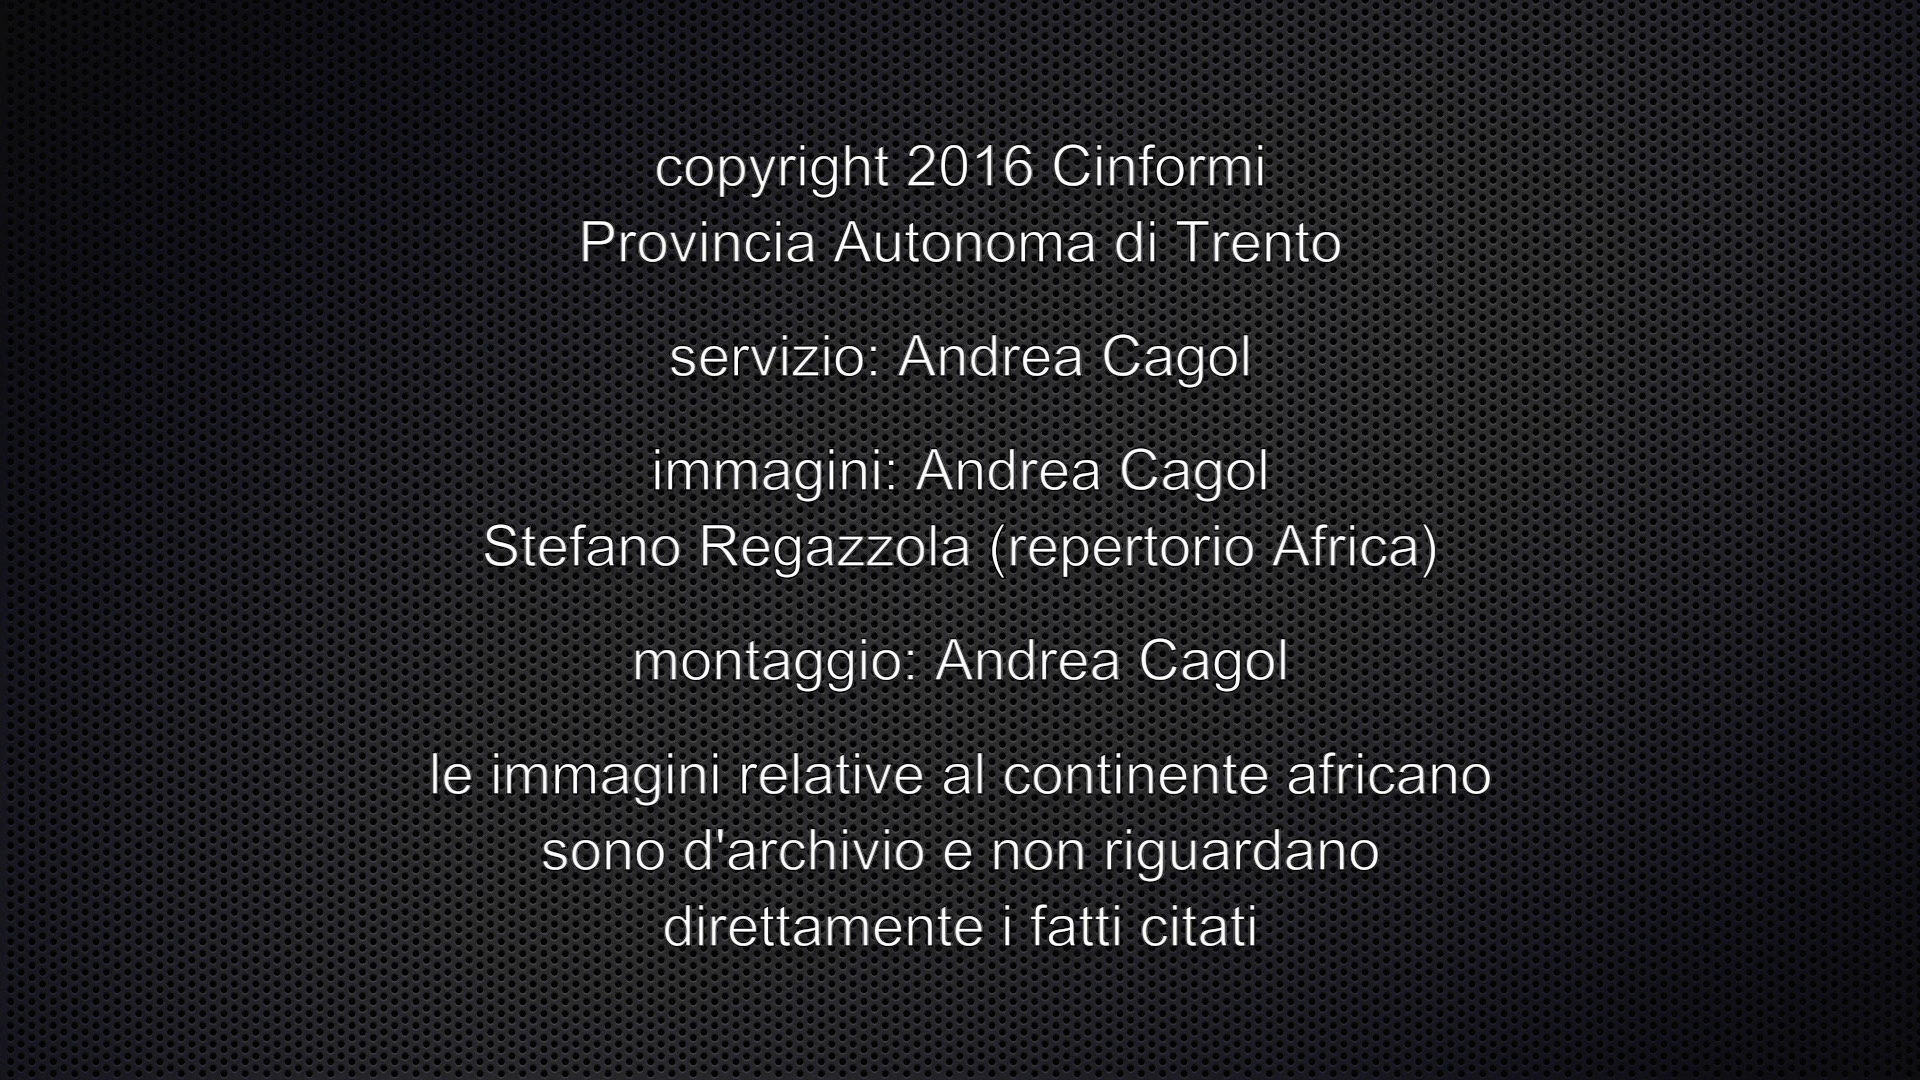 copyright 2016 Cinformi
Provincia Autonoma di Trento
servizio: Andrea Cagol
immagini: Andrea Cagol
Stefano Regazzola (repertorio Africa)
montaggio: Andrea Cagol
le immagini relative al continente africano
sono d'archivio e non riguardano
direttamente i fatti citati